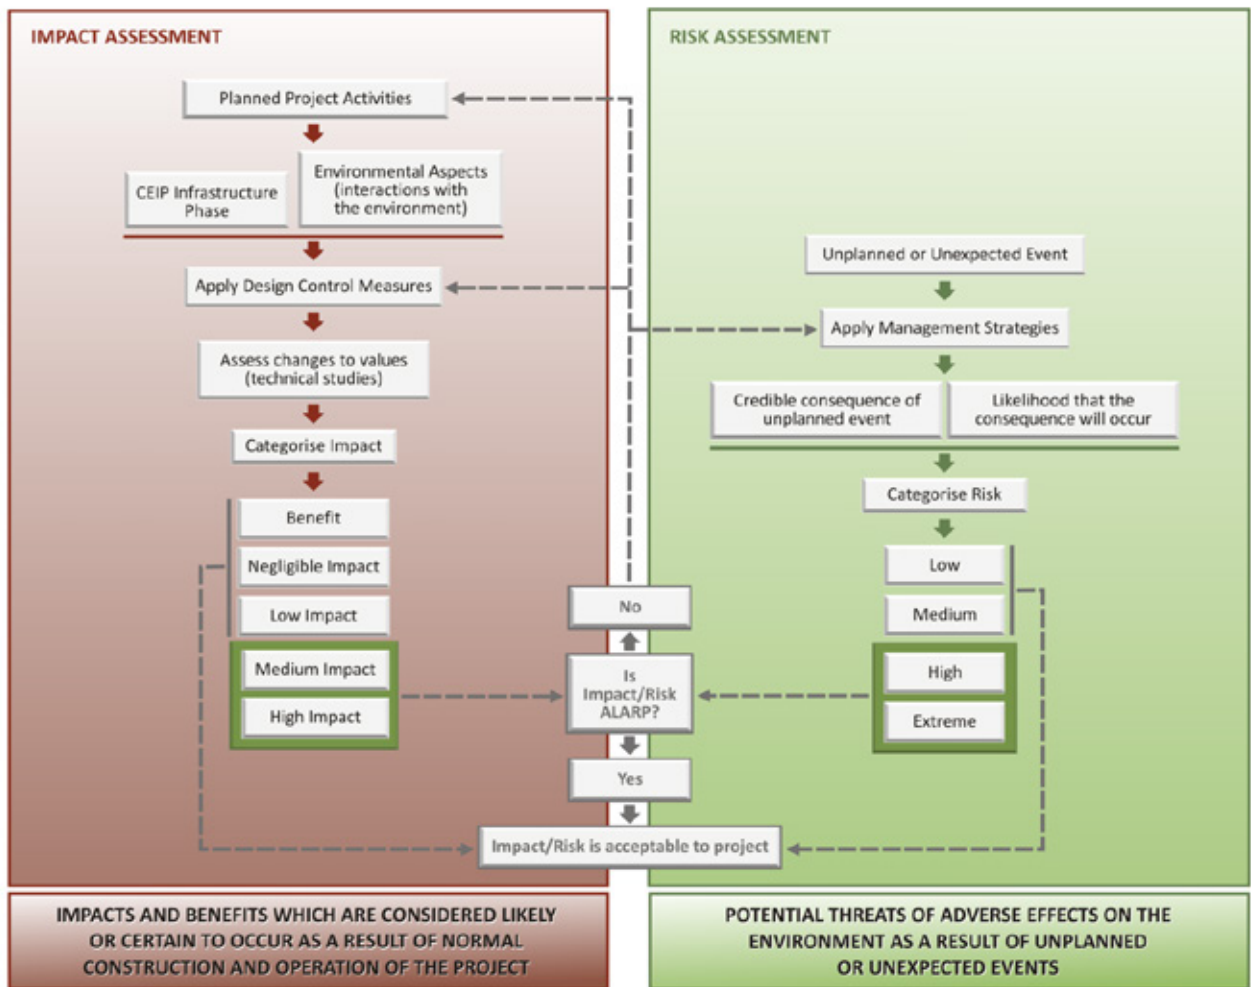 IMPACT ASSESSMENT
Planned Project Activities
CEIP Infrastructure
Phase
Environmental Aspects
(interactions with
the environment)
Apply Design Control Measures
Assess changes to values
(technical studies)
Categorise Impact
Benefit
Negligible Impact
Low Impact
Medium Impact
High Impact
No
Is
Impact/Risk
ALARP?
Yes
Impact/Risk is acceptable to project
RISK ASSESSMENT
Unplanned or Unexpected Event
Apply Management Strategies
Credible consequence of
unplanned event
Likelihood that the
consequence will occur
Categorise Risk
Low
Medium
High
Extreme
IMPACTS AND BENEFITS WHICH ARE CONSIDERED LIKELY
OR CERTAIN TO OCCUR AS A RESULT OF NORMAL
CONSTRUCTION AND OPERATION OF THE PROJECT
POTENTIAL THREATS OF ADVERSE EFFECTS ON THE
ENVIRONMENT AS A RESULT OF UNPLANNED
OR UNEXPECTED EVENTS